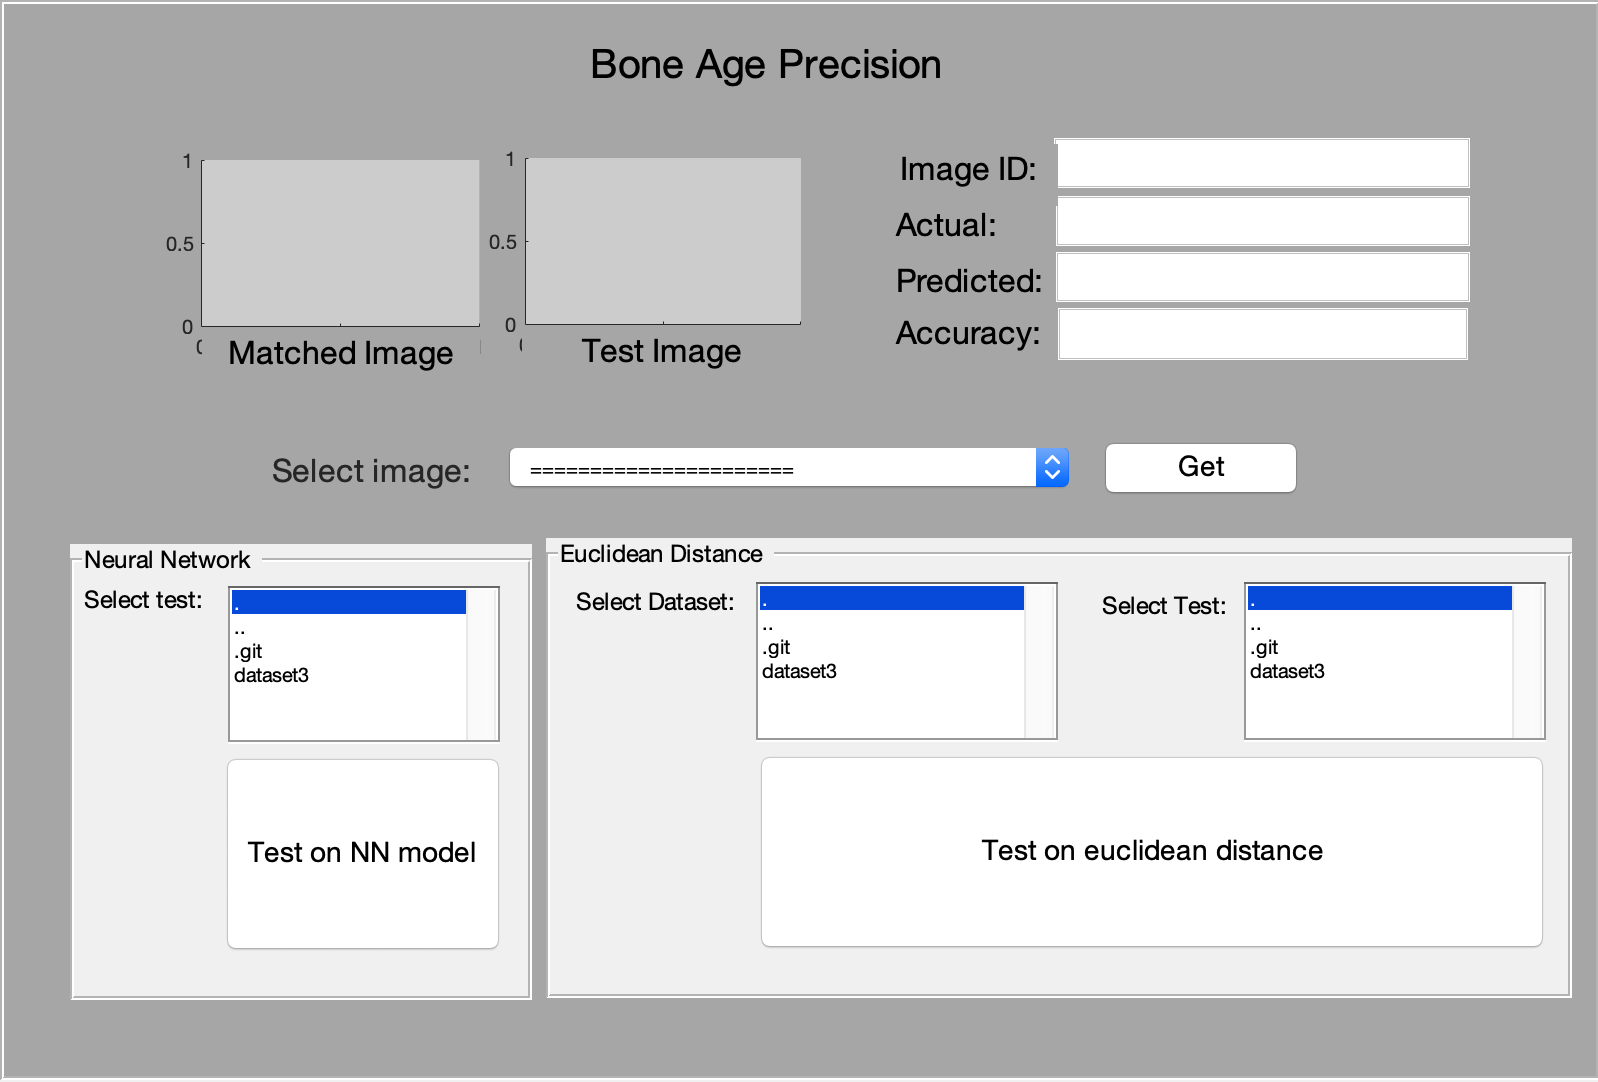 Bone Age Precision
1
0.5
0
0
Matched Image
1
0.5
0
Test Image
Image ID:
Actual:
Predicted:
Accuracy:
Select image:
======================
Get
Neural Network
Select test:
.
..
.git
dataset3
Test on NN model
Euclidean Distance
Select Dataset:
.
..
.git
dataset3
Select Test:
.
..
.git
dataset3
Test on euclidean distance